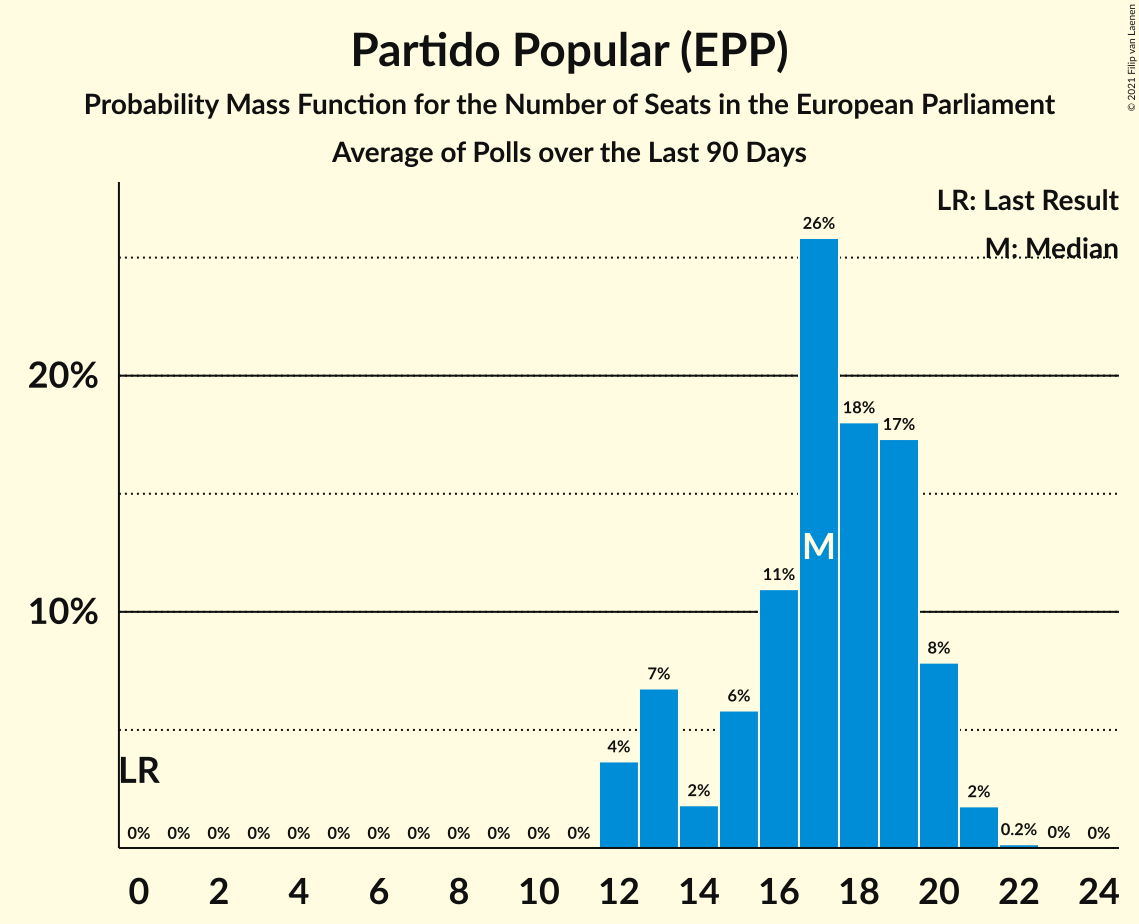 Partido Popular (EPP)
Probability Mass Function for the Number of Seats in the European Parliament
Average of Polls over the Last 90 Days
© 2021 Filip van Laenen
LR: Last Result
M: Median
26%
20%
18%
17%
M
11%
10%
8%
7%
6%
4%
LR
2%
2%
0% 0% 0% 0% 0% 0% 0% 0% 0% 0% 0% 0% 0.2% 0% 0%
0 2 4 6 8 10 12 14 16 18 20 22 24